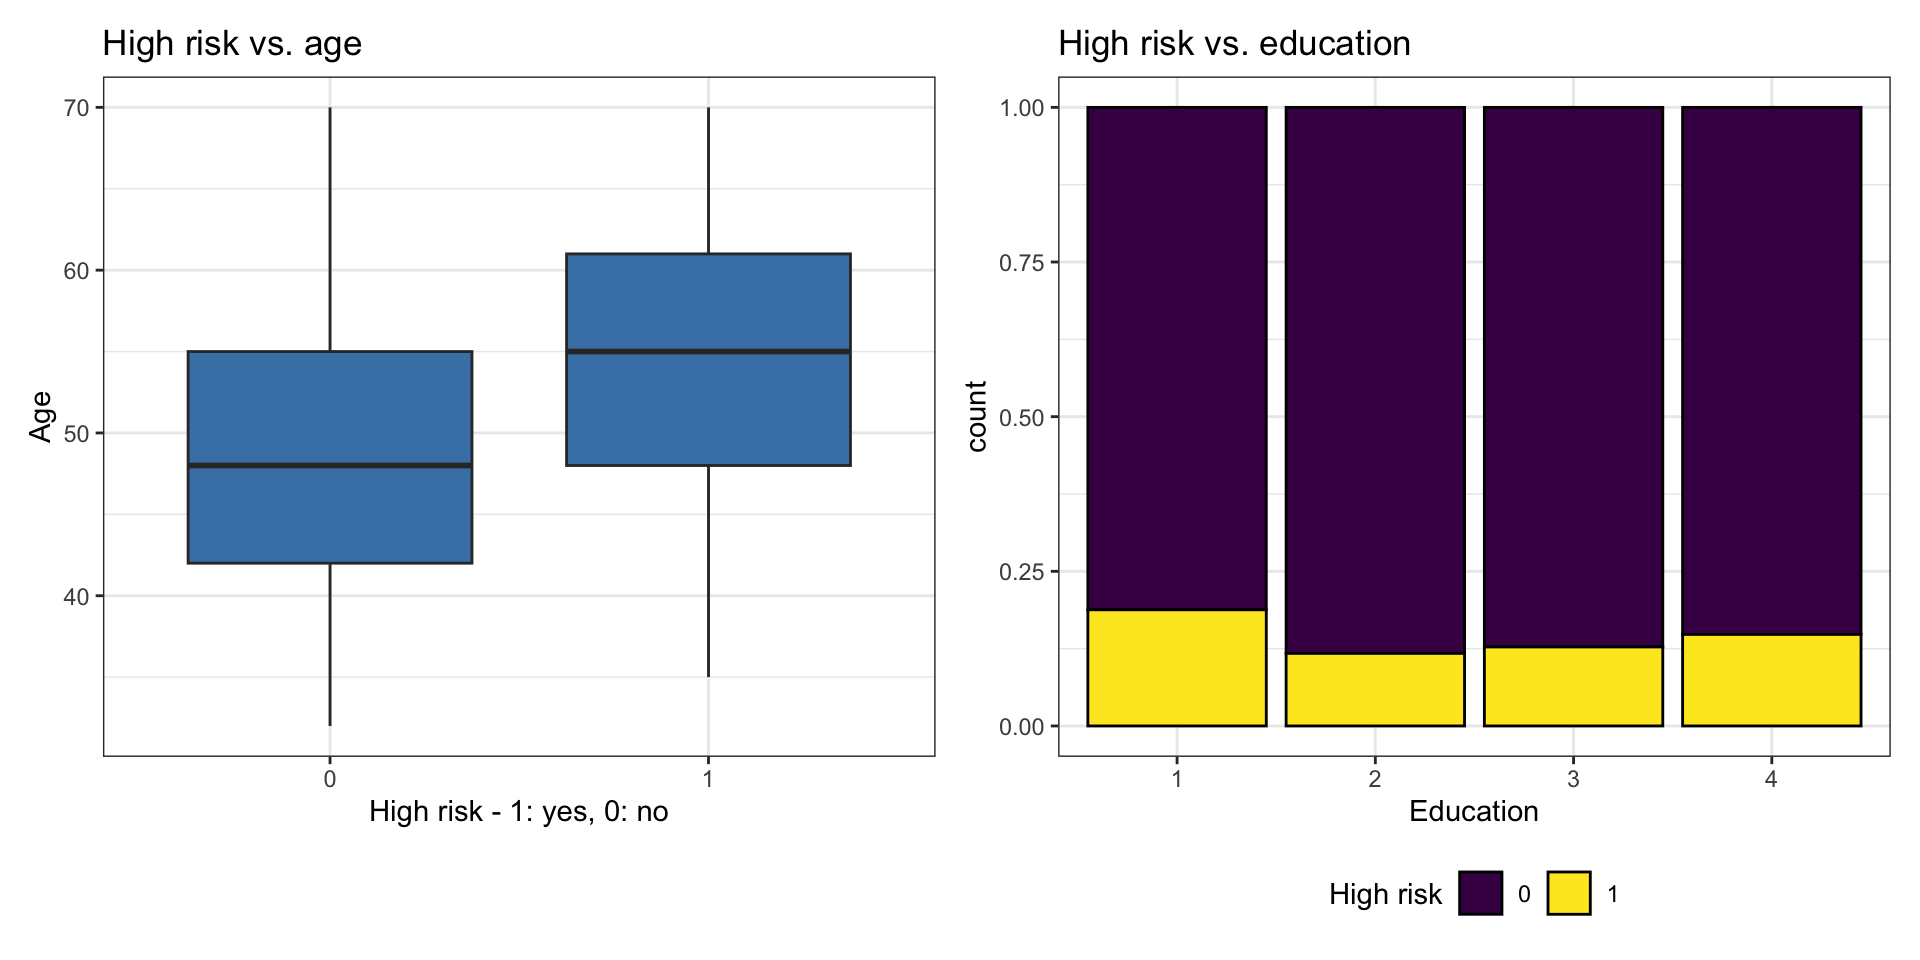 High risk vs. age
70
60
50
40
Age
0 1
High risk - 1: yes, 0: no
High risk vs. education
1.00
0.75
0.50
0.25
0.00
count
1 2 3 4
Education
High risk 0 1